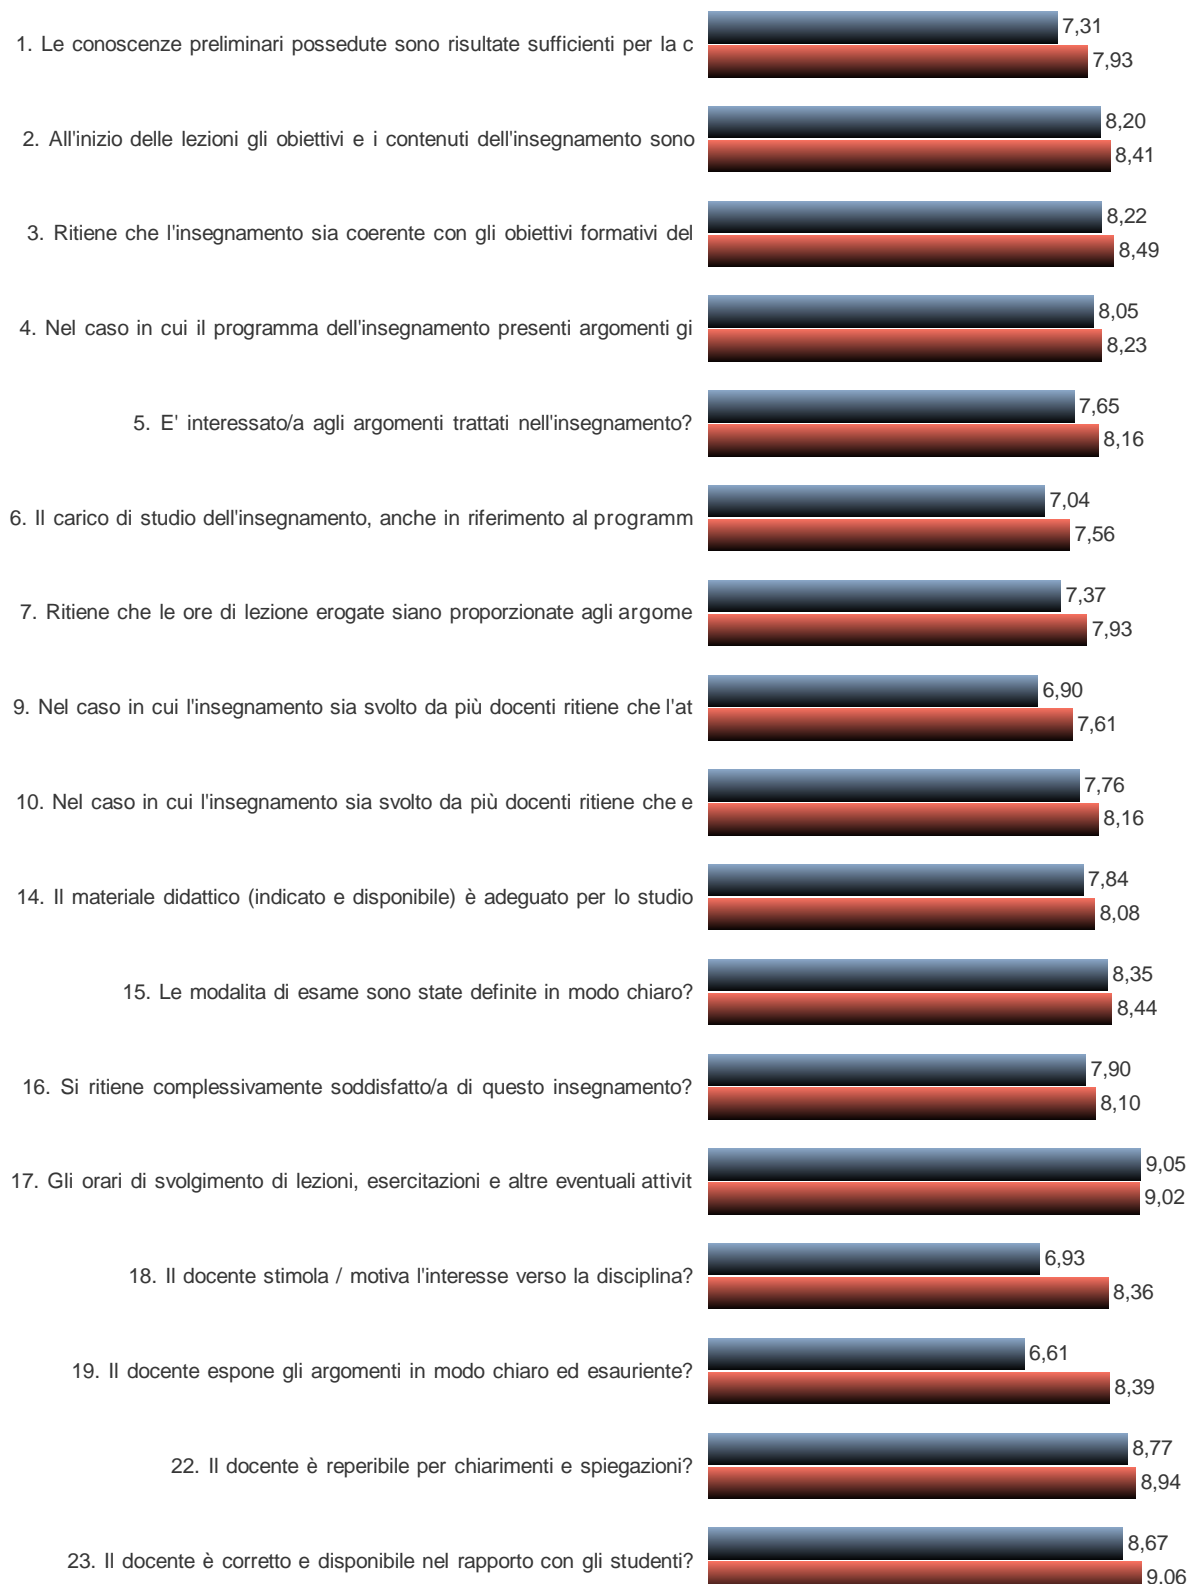 1. Le conoscenze preliminari possedute sono risultate sufficienti per la c
7,31
7,93
2. All'inizio delle lezioni gli obiettivi e i contenuti dell'insegnamento sono
8,20
8,41
3. Ritiene che l'insegnamento sia coerente con gli obiettivi formativi del
8,22
8,49
4. Nel caso in cui il programma dell'insegnamento presenti argomenti gi
8,05
8,23
5. E' interessato/a agli argomenti trattati nell'insegnamento?
7,65
8,16
6. Il carico di studio dell'insegnamento, anche in riferimento al programm
7,04
7,56
7. Ritiene che le ore di lezione erogate siano proporzionate agli argome
7,37
7,93
9. Nel caso in cui l'insegnamento sia svolto da più docenti ritiene che l'at
6,90
7,61
10. Nel caso in cui l'insegnamento sia svolto da più docenti ritiene che e
7,76
8,16
14. Il materiale didattico (indicato e disponibile) è adeguato per lo studio
7,84
8,08
15. Le modalita di esame sono state definite in modo chiaro?
8,35
8,44
16. Si ritiene complessivamente soddisfatto/a di questo insegnamento?
7,90
8,10
17. Gli orari di svolgimento di lezioni, esercitazioni e altre eventuali attivit
9,05
9,02
18. Il docente stimola / motiva l'interesse verso la disciplina?
6,93
8,36
19. Il docente espone gli argomenti in modo chiaro ed esauriente?
6,61
8,39
22. Il docente è reperibile per chiarimenti e spiegazioni?
8,77
8,94
23. Il docente è corretto e disponibile nel rapporto con gli studenti?
8,67
9,06